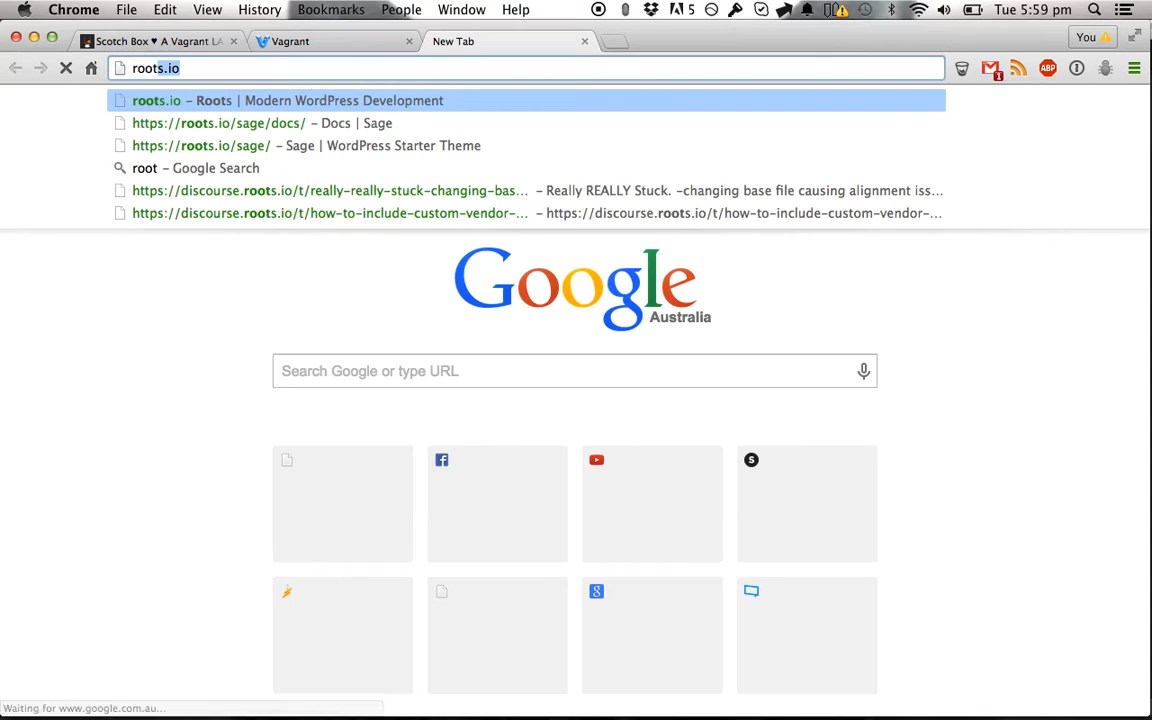 Chrome File Edit View History Bookmarks People Window Help 5 Tue 5:59 pm
Scotch Box ♥ A Vagrant LA × Vagrant × New Tab × You
roots.io 1 ABP
roots.io – Roots | Modern WordPress Development
https://roots.io/sage/docs/ – Docs | Sage
https://roots.io/sage/ – Sage | WordPress Starter Theme
root – Google Search
https://discourse.roots.io/t/really-really-stuck-changing-bas... – Really REALLY Stuck. -changing base file causing alignment iss...
https://discourse.roots.io/t/how-to-include-custom-vendor-... – https://discourse.roots.io/t/how-to-include-custom-vendor-...
Google
Australia
Search Google or type URL
Waiting for www.google.com.au...